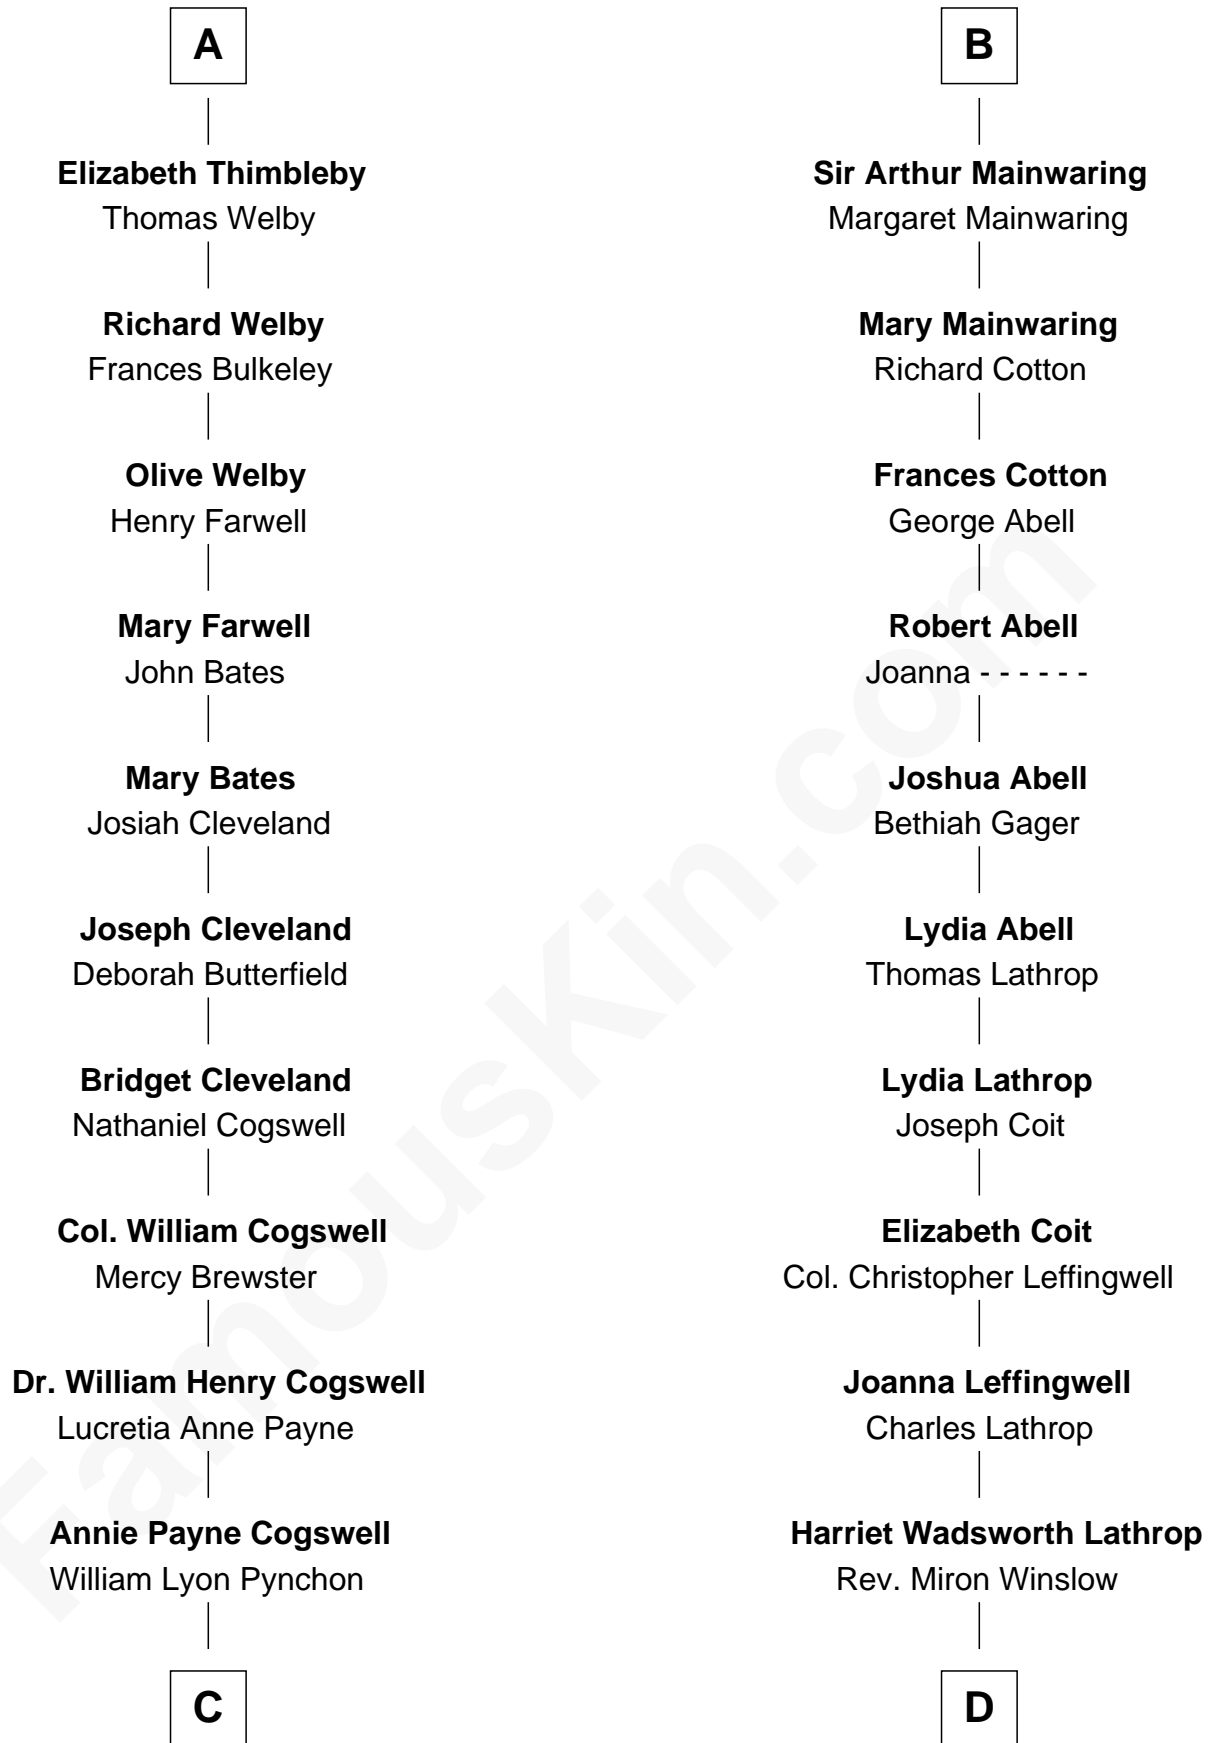 A
Elizabeth Thimbleby
Thomas Welby
Richard Welby
Frances Bulkeley
Olive Welby
Henry Farwell
Mary Farwell
John Bates
Mary Bates
Josiah Cleveland
Joseph Cleveland
Deborah Butterfield
Bridget Cleveland
Nathaniel Cogswell
Col. William Cogswell
Mercy Brewster
Dr. William Henry Cogswell
Lucretia Anne Payne
Annie Payne Cogswell
William Lyon Pynchon
C
B
Sir Arthur Mainwaring
Margaret Mainwaring
Mary Mainwaring
Richard Cotton
Frances Cotton
George Abell
Robert Abell
Joanna - - - - - -
Joshua Abell
Bethiah Gager
Lydia Abell
Thomas Lathrop
Lydia Lathrop
Joseph Coit
Elizabeth Coit
Col. Christopher Leffingwell
Joanna Leffingwell
Charles Lathrop
Harriet Wadsworth Lathrop
Rev. Miron Winslow
D
FamousKin.com